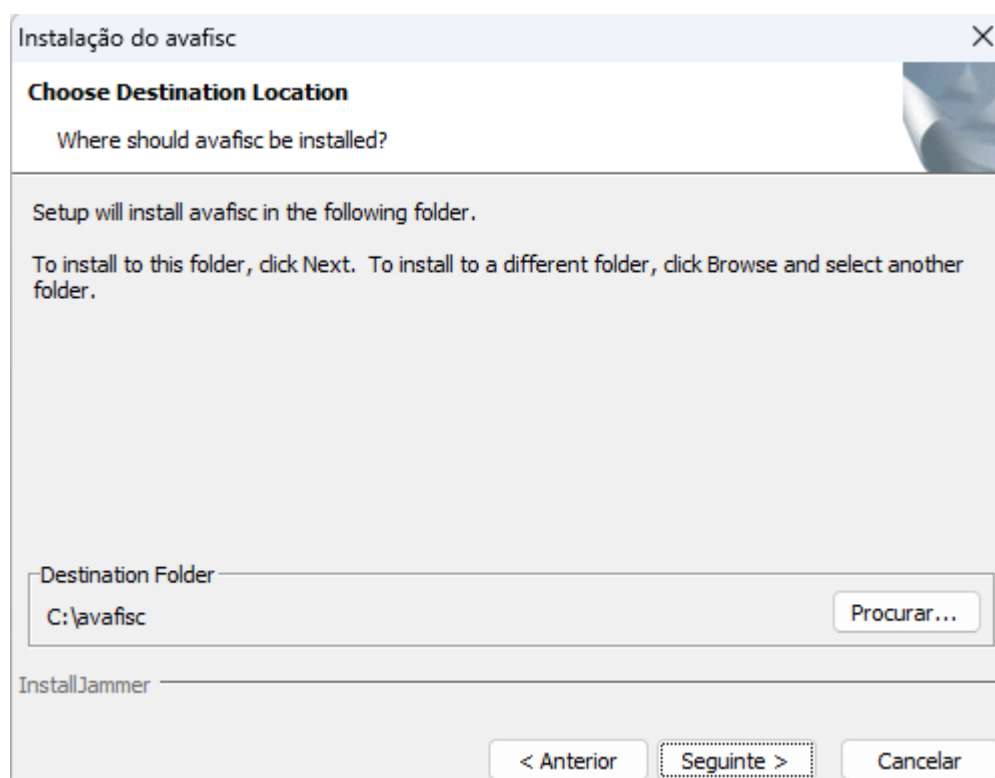 Instalação do avafisc
Choose Destination Location
Where should avafisc be installed?
Setup will install avafisc in the following folder.
To install to this folder, click Next.  To install to a different folder, click Browse and select another
folder.
Destination Folder
C:\avafisc
Procurar...
InstallJammer
< Anterior
Seguinte >
Cancelar